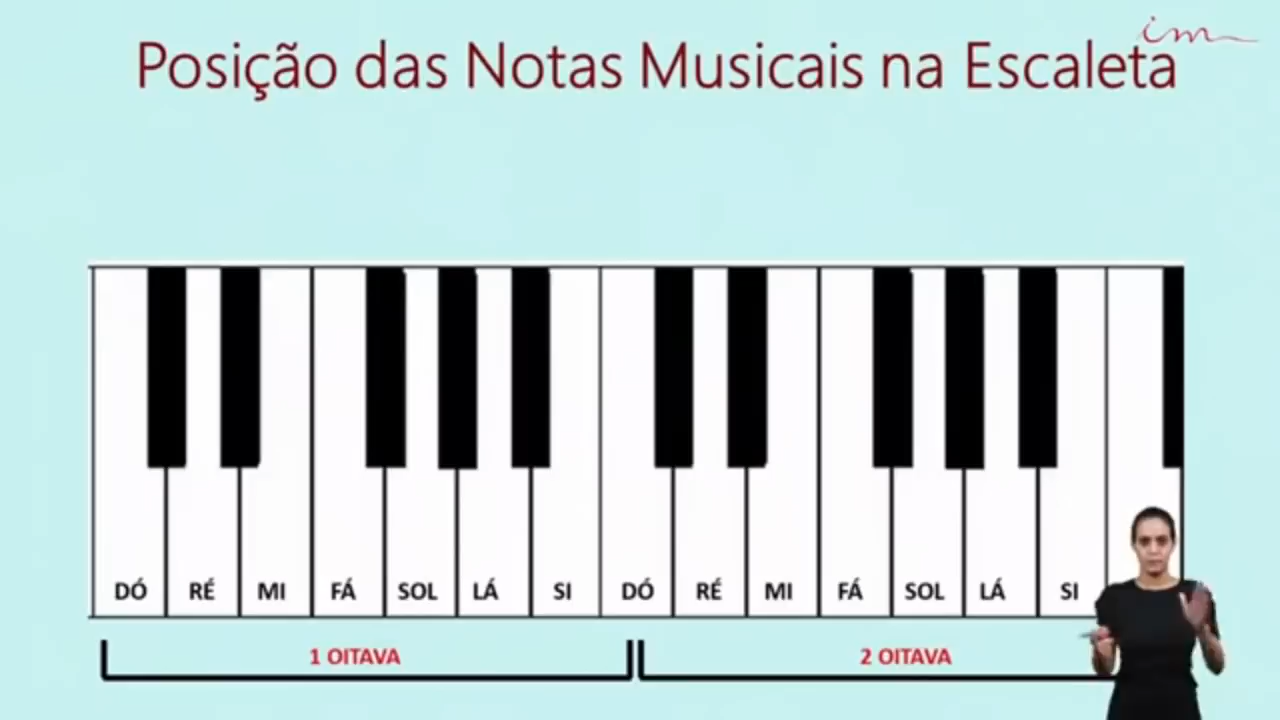 im
Posição das Notas Musicais na Escaleta
DÓ RÉ MI FÁ SOL LÁ SI DÓ RÉ MI FÁ SOL LÁ SI
1 OITAVA 2 OITAVA